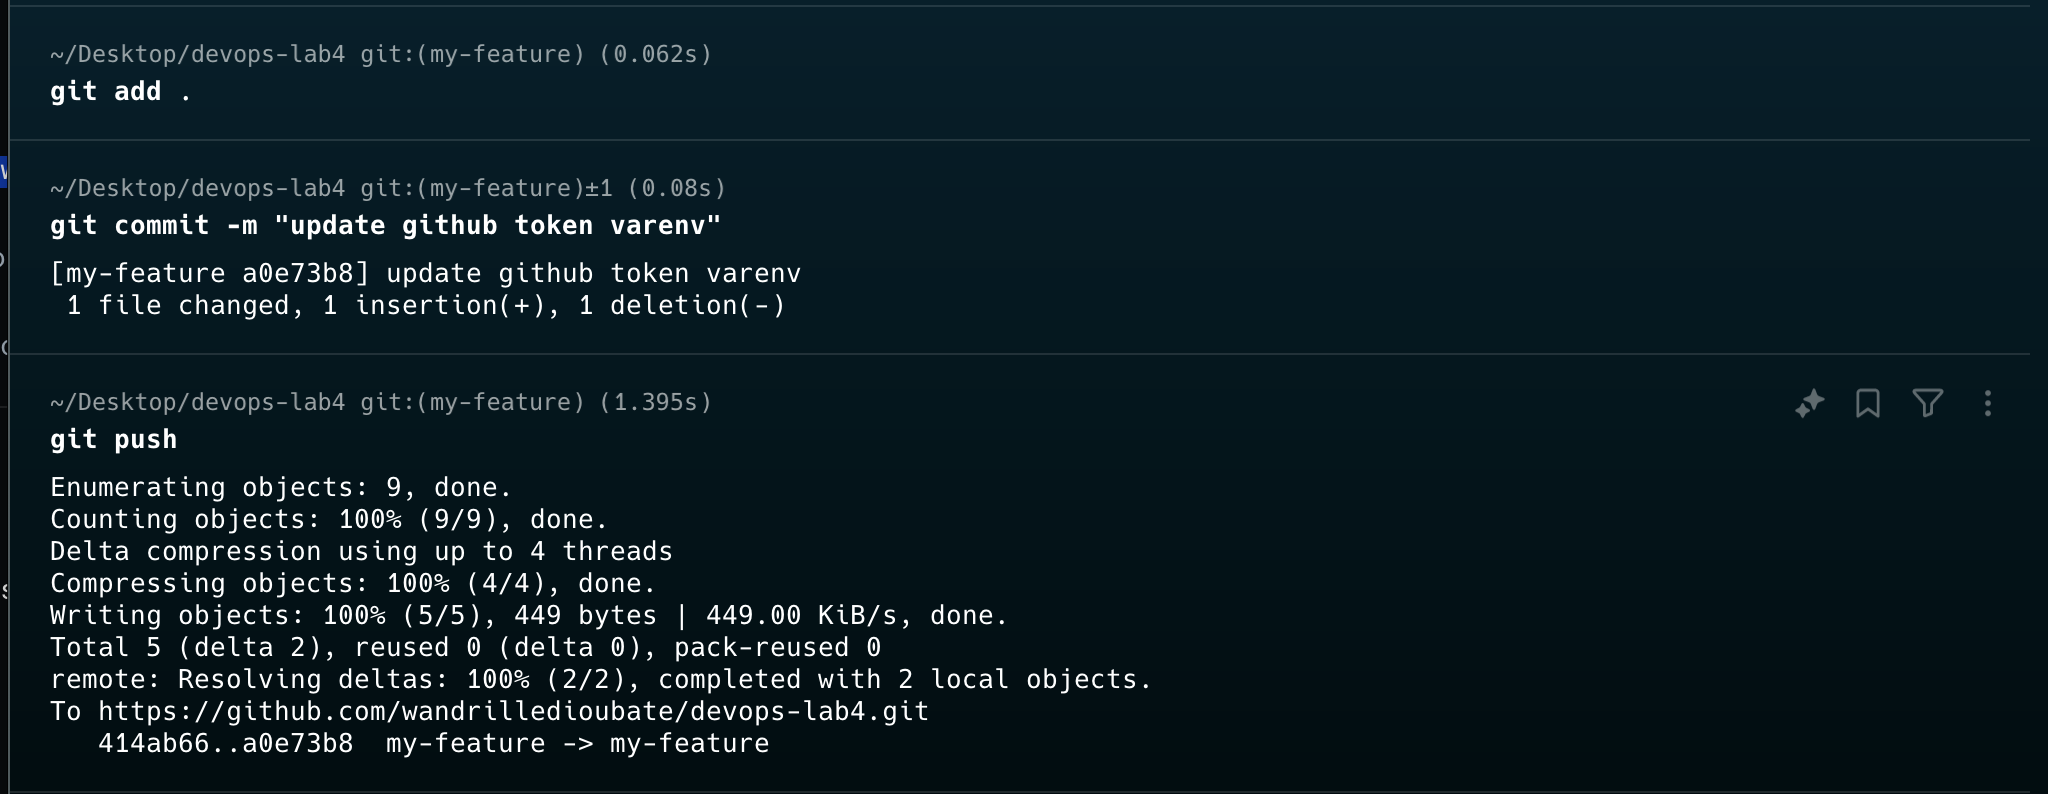 ~/Desktop/devops-lab4 git:(my-feature) (0.062s)
git add .
~/Desktop/devops-lab4 git:(my-feature)±1 (0.08s)
git commit -m "update github token varenv"
[my-feature a0e73b8] update github token varenv
 1 file changed, 1 insertion(+), 1 deletion(-)
~/Desktop/devops-lab4 git:(my-feature) (1.395s)
git push
Enumerating objects: 9, done.
Counting objects: 100% (9/9), done.
Delta compression using up to 4 threads
Compressing objects: 100% (4/4), done.
Writing objects: 100% (5/5), 449 bytes | 449.00 KiB/s, done.
Total 5 (delta 2), reused 0 (delta 0), pack-reused 0
remote: Resolving deltas: 100% (2/2), completed with 2 local objects.
To https://github.com/wandrilledioubate/devops-lab4.git
   414ab66..a0e73b8  my-feature -> my-feature